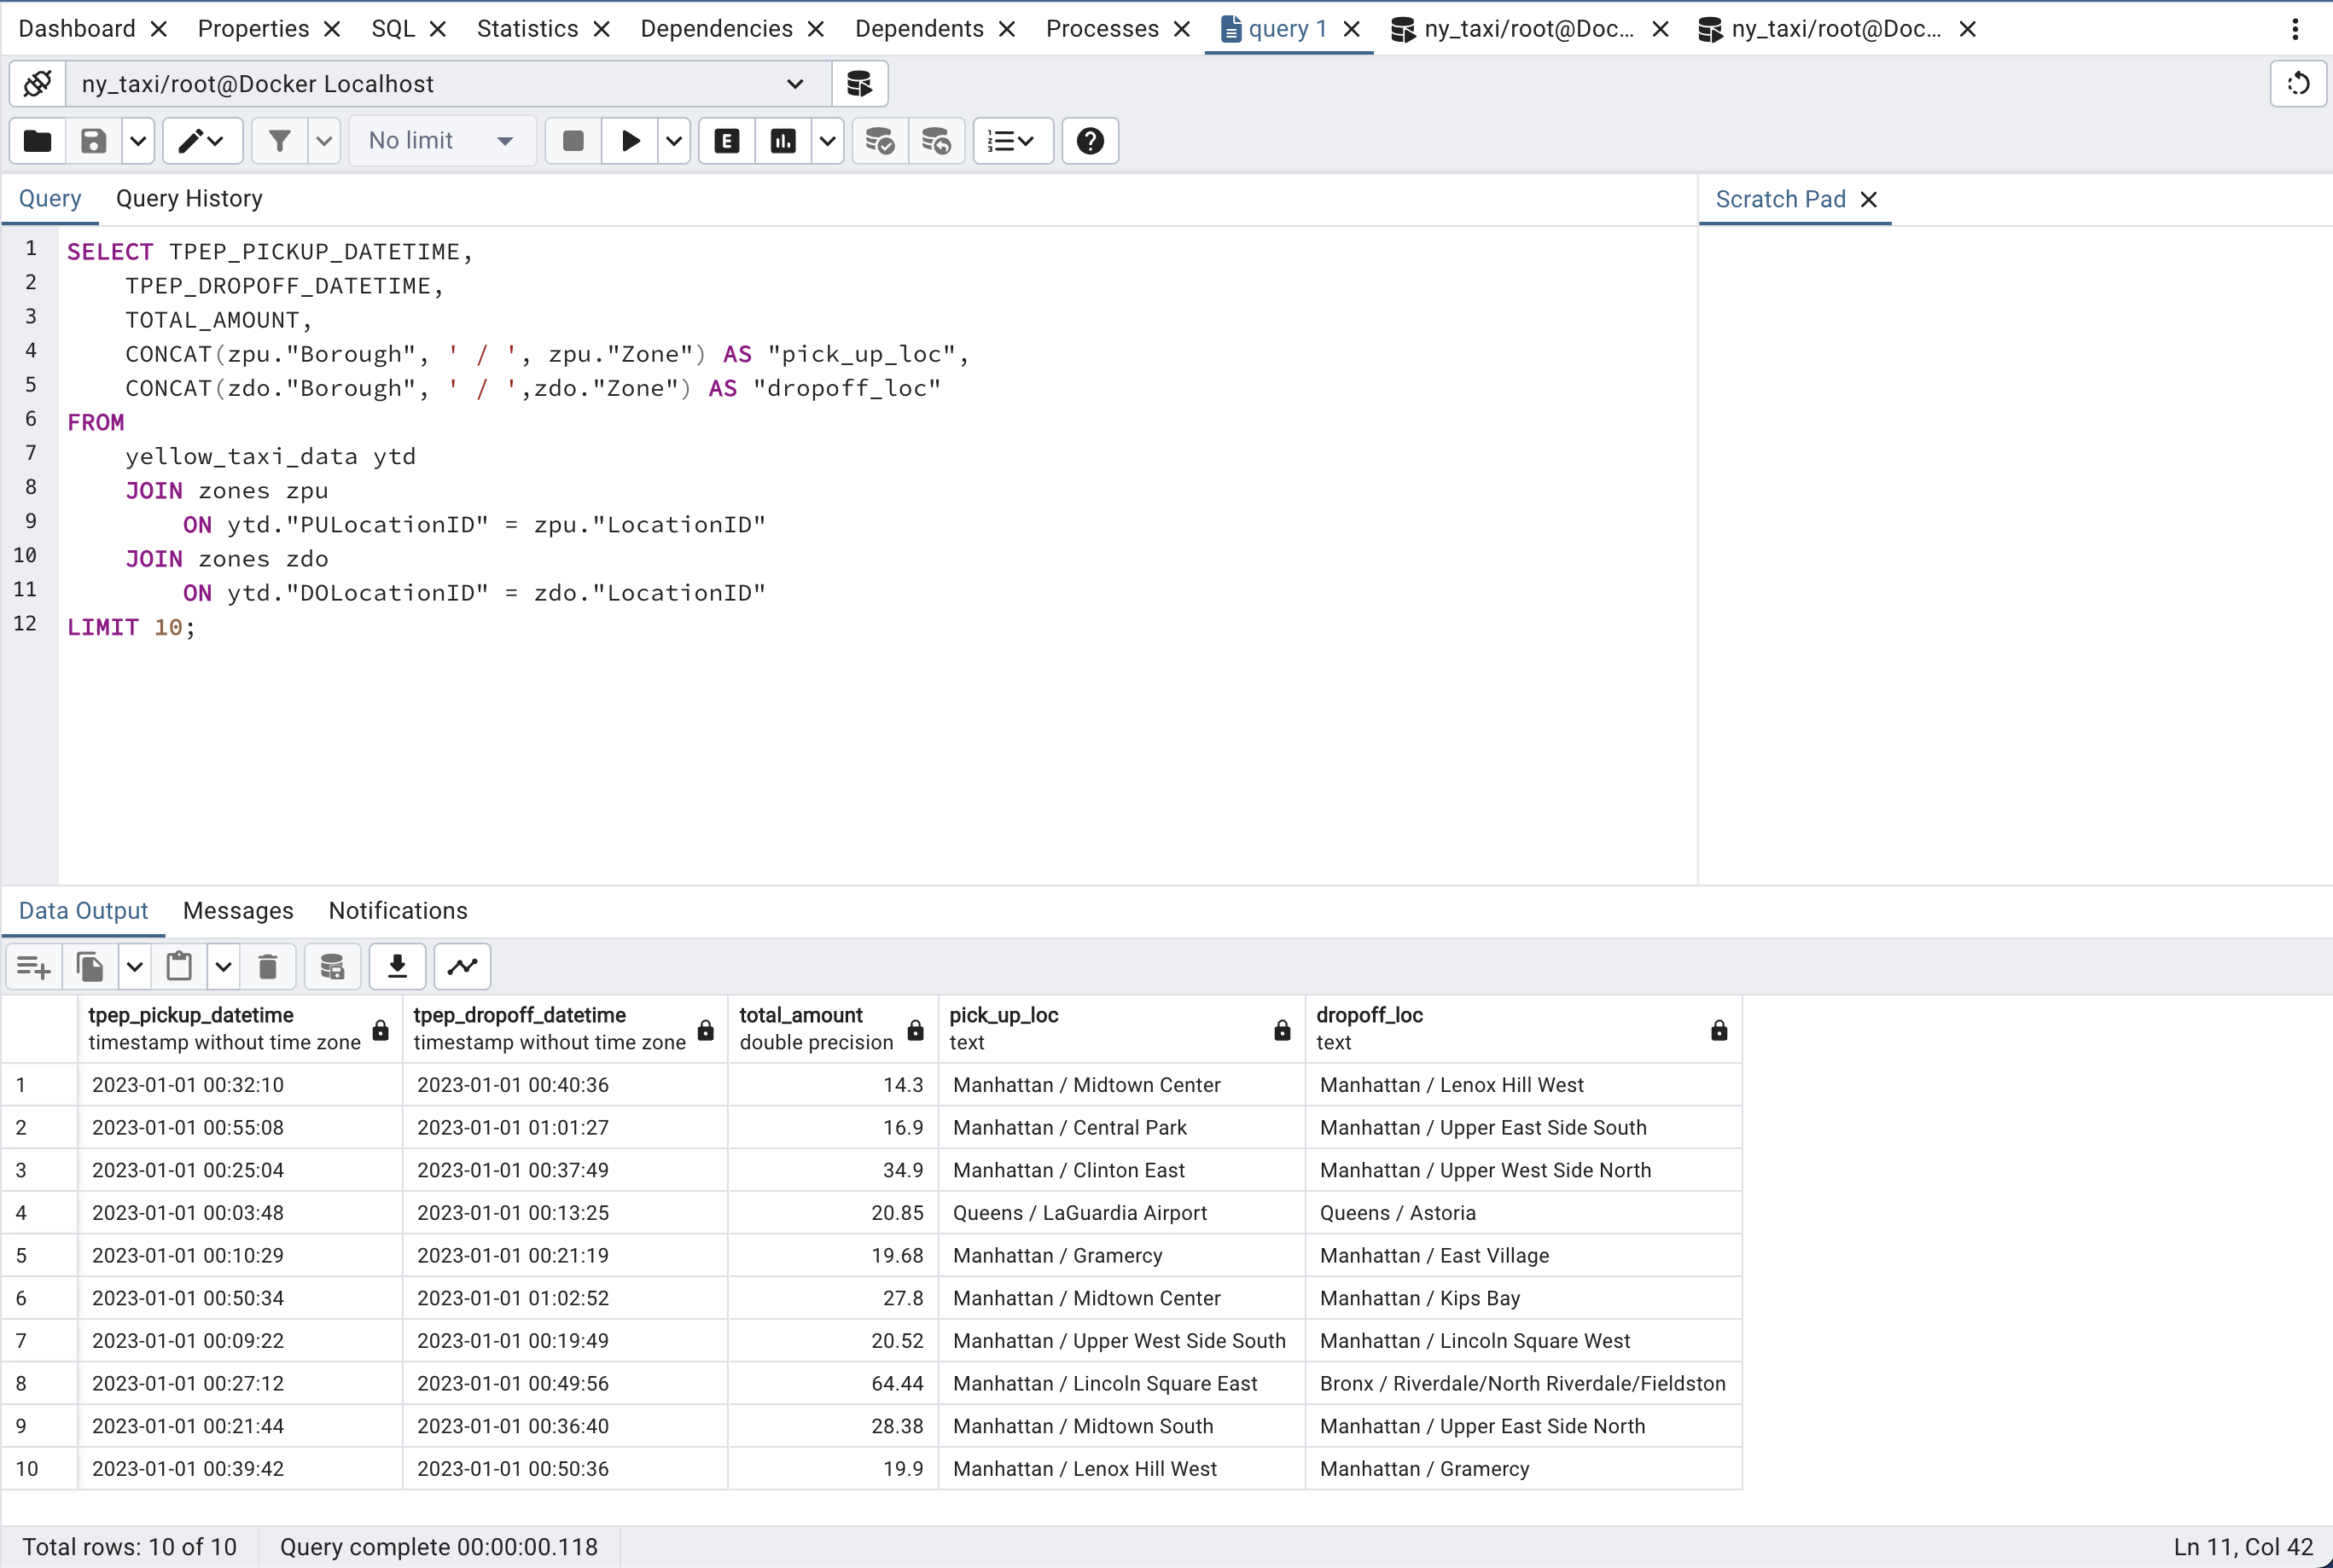 Dashboard Properties SQL Statistics Dependencies Dependents Processes query 1 ny_taxi/root@Doc... ny_taxi/root@Doc...
ny_taxi/root@Docker Localhost
No limit E
Query Query History Scratch Pad
1 SELECT TPEP_PICKUP_DATETIME,
2 TPEP_DROPOFF_DATETIME,
3 TOTAL_AMOUNT,
4 CONCAT(zpu."Borough", ' / ', zpu."Zone") AS "pick_up_loc",
5 CONCAT(zdo."Borough", ' / ',zdo."Zone") AS "dropoff_loc"
6 FROM
7 yellow_taxi_data ytd
8 JOIN zones zpu
9 ON ytd."PULocationID" = zpu."LocationID"
10 JOIN zones zdo
11 ON ytd."DOLocationID" = zdo."LocationID"
12 LIMIT 10;
Data Output Messages Notifications
tpep_pickup_datetime tpep_dropoff_datetime total_amount pick_up_loc dropoff_loc
timestamp without time zone timestamp without time zone double precision text text
1 2023-01-01 00:32:10 2023-01-01 00:40:36 14.3 Manhattan / Midtown Center Manhattan / Lenox Hill West
2 2023-01-01 00:55:08 2023-01-01 01:01:27 16.9 Manhattan / Central Park Manhattan / Upper East Side South
3 2023-01-01 00:25:04 2023-01-01 00:37:49 34.9 Manhattan / Clinton East Manhattan / Upper West Side North
4 2023-01-01 00:03:48 2023-01-01 00:13:25 20.85 Queens / LaGuardia Airport Queens / Astoria
5 2023-01-01 00:10:29 2023-01-01 00:21:19 19.68 Manhattan / Gramercy Manhattan / East Village
6 2023-01-01 00:50:34 2023-01-01 01:02:52 27.8 Manhattan / Midtown Center Manhattan / Kips Bay
7 2023-01-01 00:09:22 2023-01-01 00:19:49 20.52 Manhattan / Upper West Side South Manhattan / Lincoln Square West
8 2023-01-01 00:27:12 2023-01-01 00:49:56 64.44 Manhattan / Lincoln Square East Bronx / Riverdale/North Riverdale/Fieldston
9 2023-01-01 00:21:44 2023-01-01 00:36:40 28.38 Manhattan / Midtown South Manhattan / Upper East Side North
10 2023-01-01 00:39:42 2023-01-01 00:50:36 19.9 Manhattan / Lenox Hill West Manhattan / Gramercy
Total rows: 10 of 10 Query complete 00:00:00.118 Ln 11, Col 42